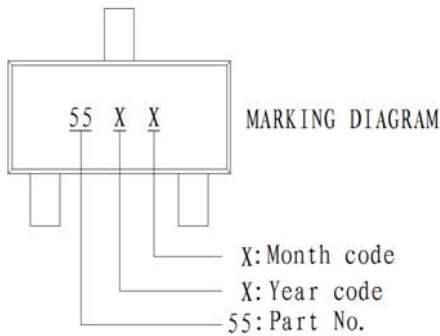 55 X X
MARKING DIAGRAM
X: Month code
X: Year code
55: Part No.